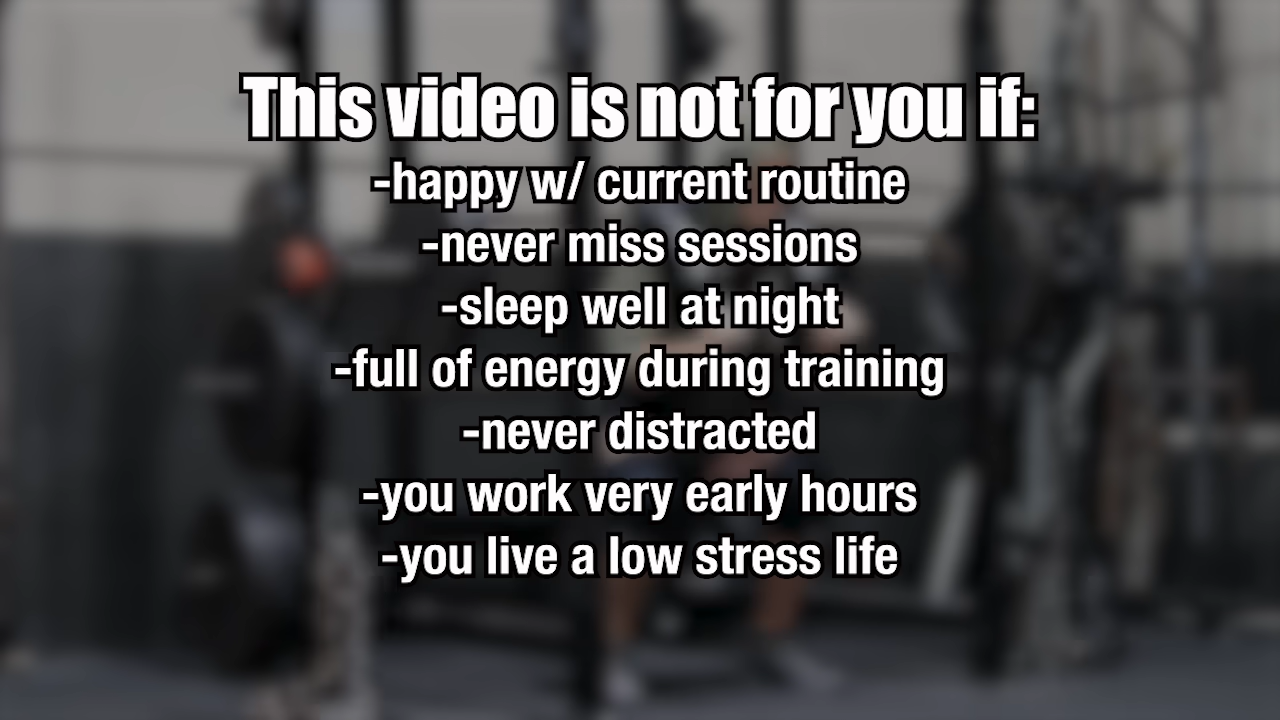 This video is not for you if:
-happy w/ current routine
-never miss sessions
-sleep well at night
-full of energy during training
-never distracted
-you work very early hours
-you live a low stress life